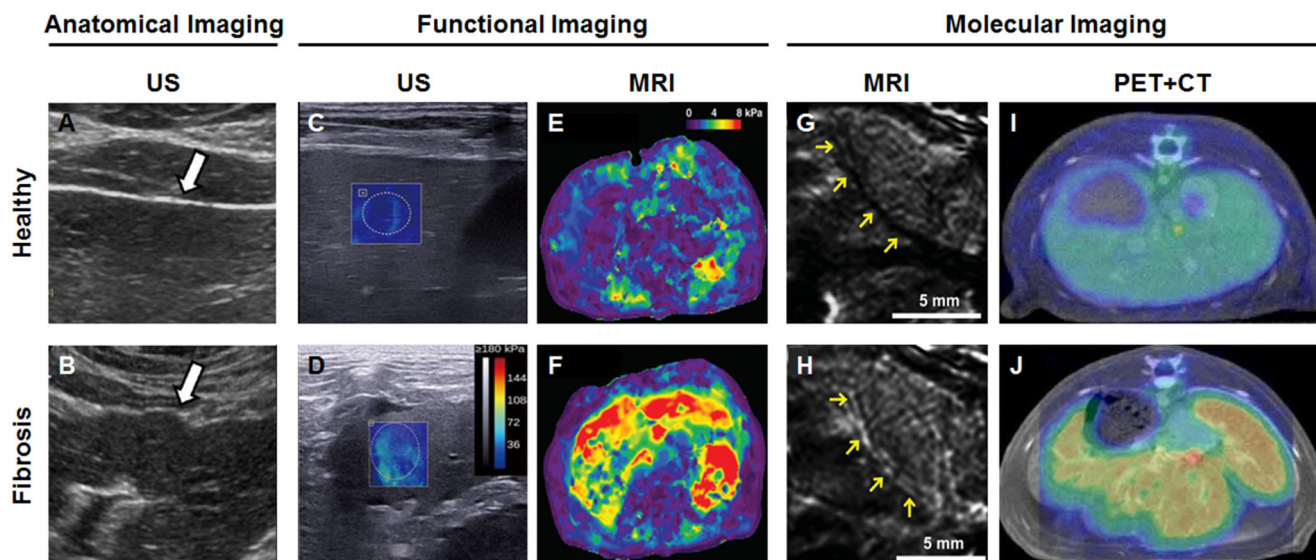 Anatomical Imaging Functional Imaging Molecular Imaging
US US MRI MRI PET+CT
Healthy
A C E G I
0 4 8 kPa
5 mm
Fibrosis
B D F H J
≥180 kPa
144
108
72
36
5 mm